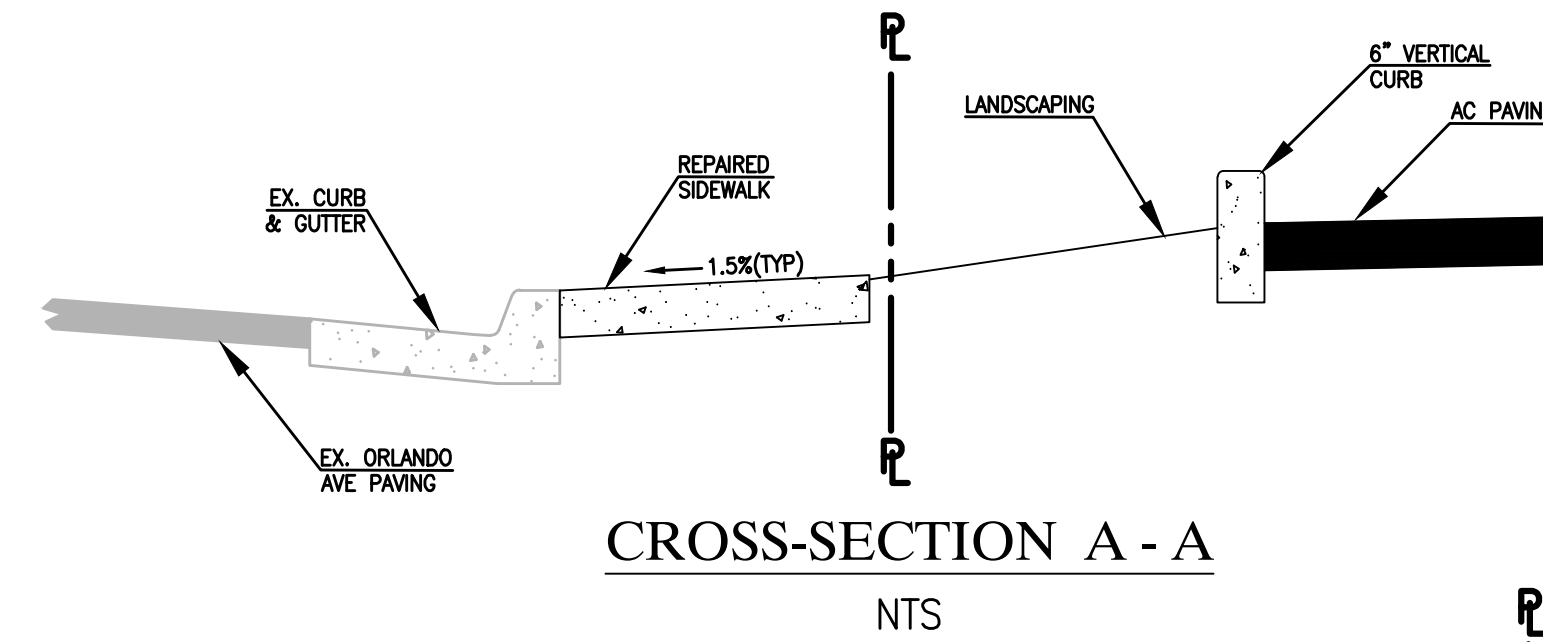 PL
6" VERTICAL
CURB
LANDSCAPING
AC PAVIN
REPAIRED
SIDEWALK
EX. CURB
& GUTTER
1.5%(TYP)
EX. ORLANDO
AVE PAVING
PL
CROSS-SECTION A - A
NTS
PL